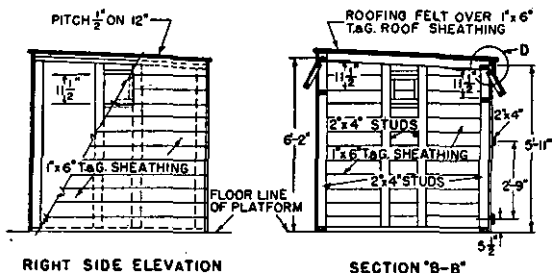 PITCH 1/2" ON 12"
ROOFING FELT OVER 1"x6"
T.&G. ROOF SHEATHING
D
11 1/2"
11 1/2"
11 1/2"
2"x4"
6'-2"
2"x4" STUDS
5'-11"
1"x6" T.&G. SHEATHING
1"x6" T.&G. SHEATHING
2"x4" STUDS
2'-9"
FLOOR LINE
OF PLATFORM
5 1/2"
RIGHT SIDE ELEVATION
SECTION "B-B"